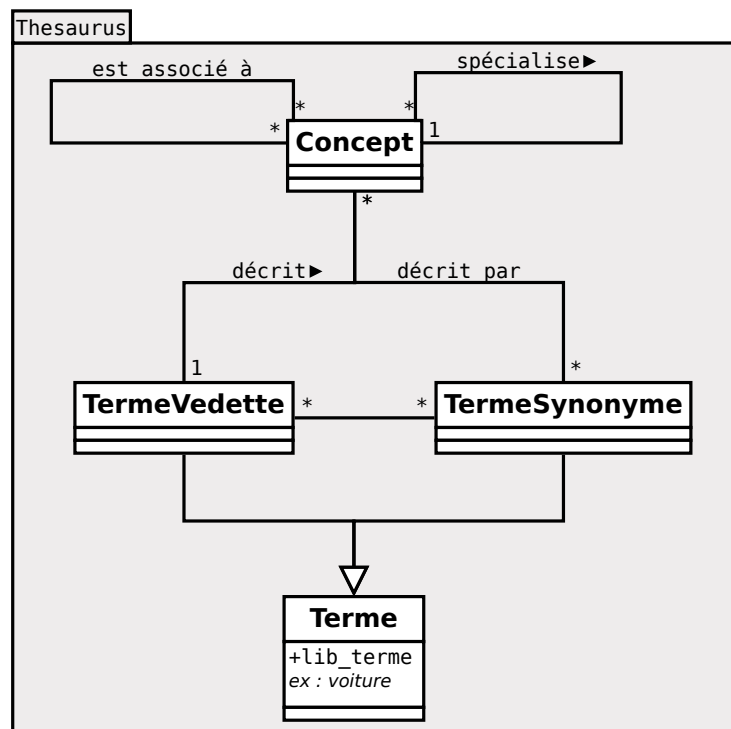 Thesaurus
est associé à
spécialise►
*
*
*
1
Concept
*
décrit►
décrit par
1
*
TermeVedette
*
*
TermeSynonyme
Terme
+lib_terme
ex : voiture